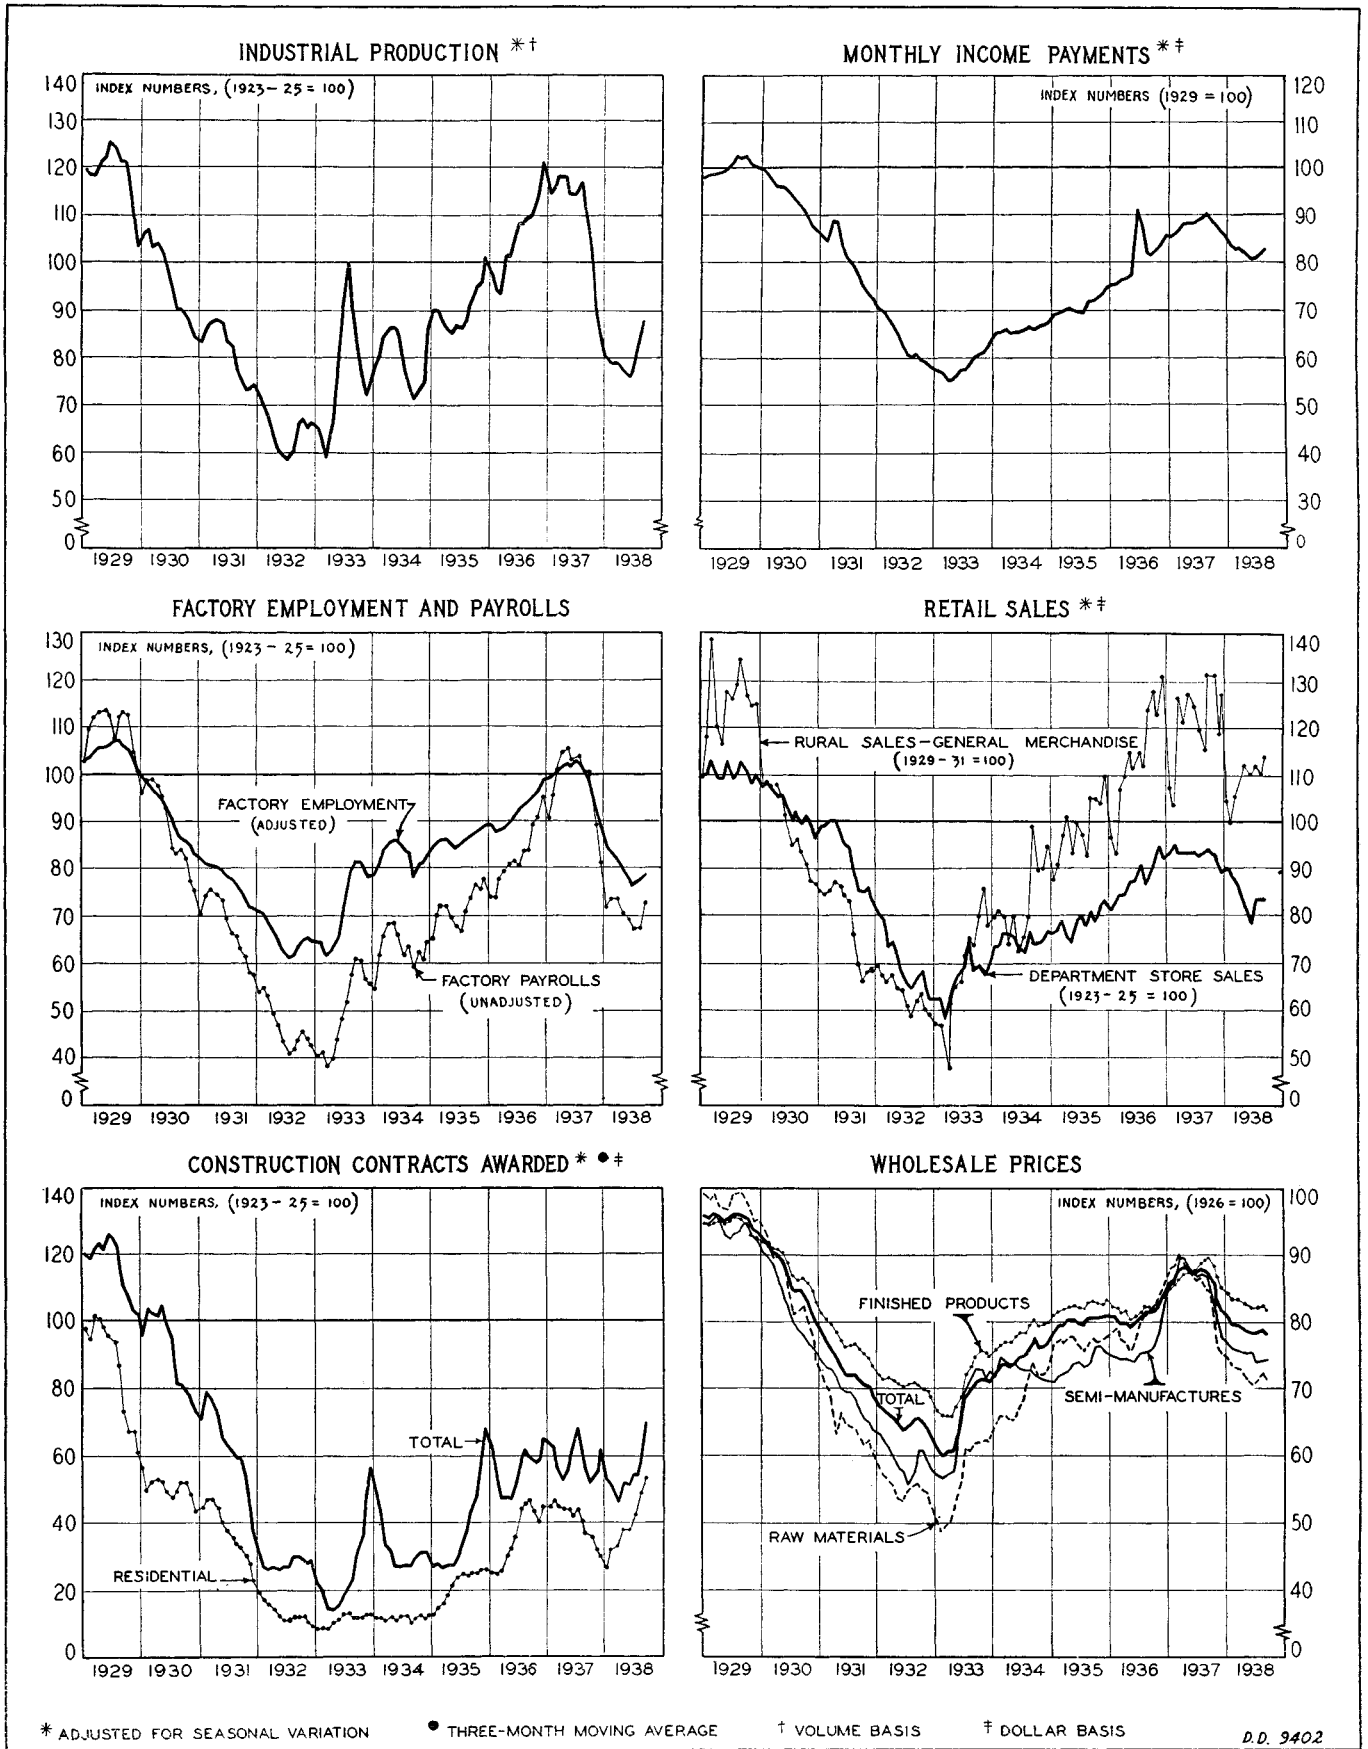 INDUSTRIAL PRODUCTION *†
INDEX NUMBERS, (1923-25=100)
140
130
120
110
100
90
80
70
60
50
0
1929 1930 1931 1932 1933 1934 1935 1936 1937 1938
MONTHLY INCOME PAYMENTS *‡
INDEX NUMBERS (1929=100)
120
110
100
90
80
70
60
50
40
30
0
1929 1930 1931 1932 1933 1934 1935 1936 1937 1938
FACTORY EMPLOYMENT AND PAYROLLS
INDEX NUMBERS, (1923-25=100)
130
120
110
100
90
80
70
60
50
40
0
FACTORY EMPLOYMENT
(ADJUSTED)
FACTORY PAYROLLS
(UNADJUSTED)
1929 1930 1931 1932 1933 1934 1935 1936 1937 1938
RETAIL SALES *‡
140
130
120
110
100
90
80
70
60
50
0
RURAL SALES-GENERAL MERCHANDISE
(1929-31=100)
DEPARTMENT STORE SALES
(1923-25=100)
1929 1930 1931 1932 1933 1934 1935 1936 1937 1938
CONSTRUCTION CONTRACTS AWARDED * ● ‡
INDEX NUMBERS, (1923-25=100)
140
120
100
80
60
40
20
0
TOTAL
RESIDENTIAL
1929 1930 1931 1932 1933 1934 1935 1936 1937 1938
WHOLESALE PRICES
INDEX NUMBERS, (1926=100)
100
90
80
70
60
50
40
0
FINISHED PRODUCTS
TOTAL
SEMI-MANUFACTURES
RAW MATERIALS
1929 1930 1931 1932 1933 1934 1935 1936 1937 1938
* ADJUSTED FOR SEASONAL VARIATION ● THREE-MONTH MOVING AVERAGE † VOLUME BASIS ‡ DOLLAR BASIS
D.D. 9402